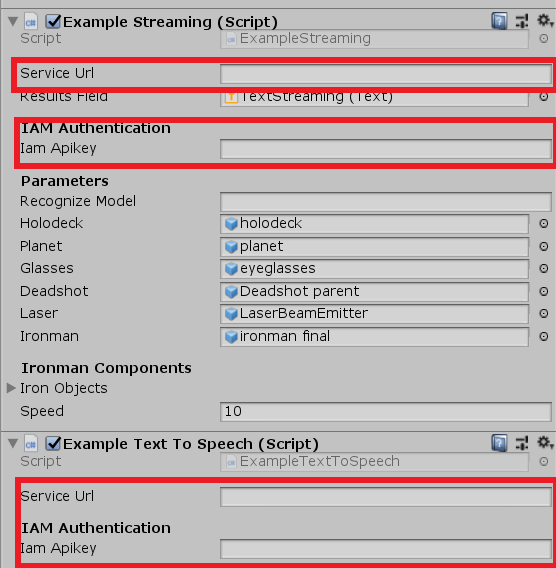 Example Streaming (Script)
Script ExampleStreaming
Service Url
Results Field TextStreaming (Text)
IAM Authentication
Iam Apikey
Parameters
Recognize Model
Holodeck holodeck
Planet planet
Glasses eyeglasses
Deadshot Deadshot parent
Laser LaserBeamEmitter
Ironman ironman final
Ironman Components
Iron Objects
Speed 10
Example Text To Speech (Script)
Script ExampleTextToSpeech
Service Url
IAM Authentication
Iam Apikey